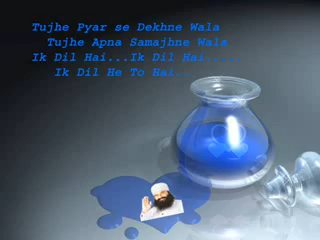 Tujhe Pyar se Dekhne Wala
Tujhe Apna Samajhne Wala
Ik Dil Hai...Ik Dil Hai.....
Ik Dil He To Hai..